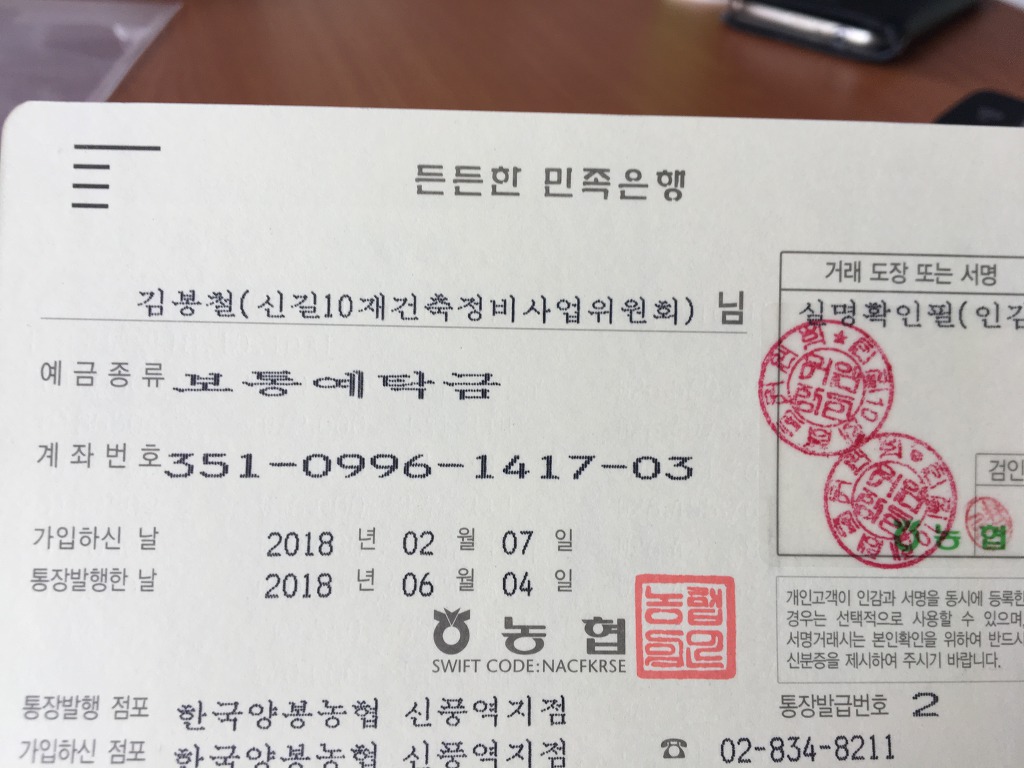 든든한 민족은행
김봉철(신길10재건축정비사업위원회) 님
거래 도장 또는 서명
실명확인필(인감
예금종류 보통예탁금
계좌번호 351-0996-1417-03
검인
농협
가입하신 날 2018 년 02 월 07 일
통장발행한 날 2018 년 06 월 04 일
농협
SWIFT CODE:NACFKRSE
개인고객이 인감과 서명을 동시에 등록한
경우는 선택적으로 사용할 수 있으며,
서명거래시는 본인확인을 위하여 반드시
신분증을 제시하여 주시기 바랍니다.
통장발행 점포 한국양봉농협 신풍역지점
통장발급번호 2
가입하신 점포 한국양봉농협 신풍역지점
☎ 02-834-8211